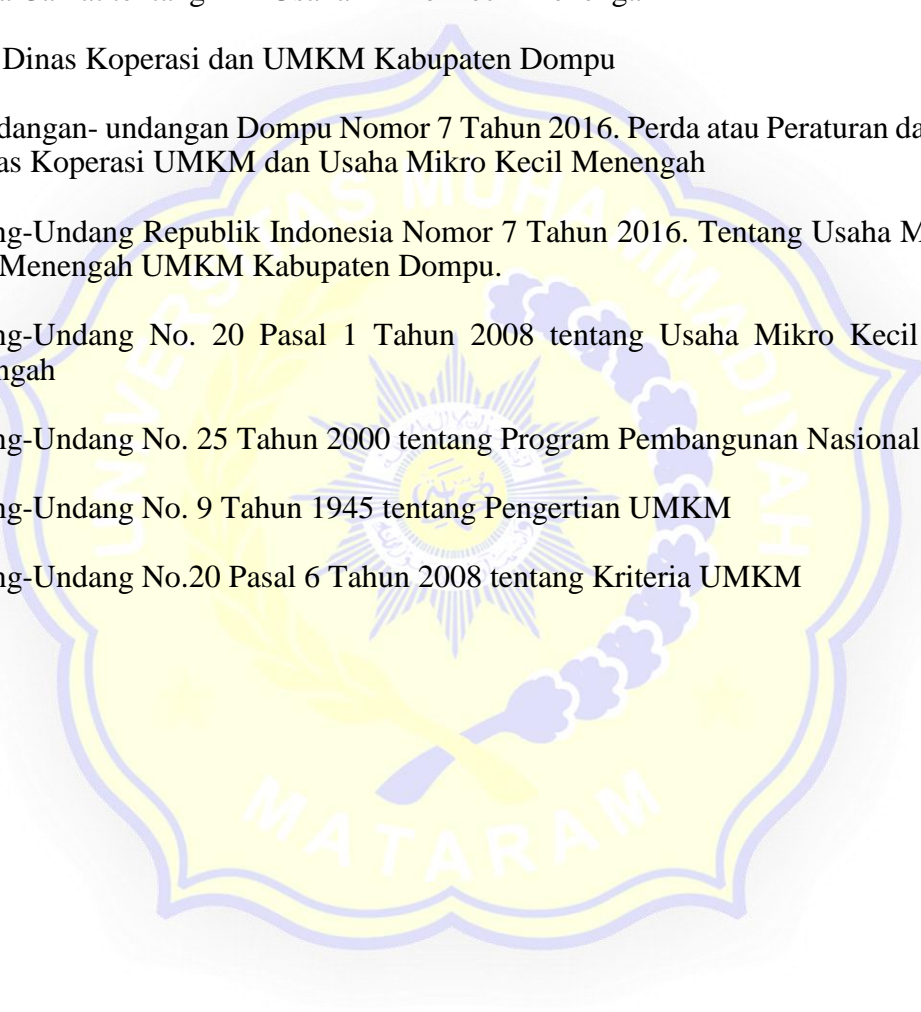 Dinas Koperasi dan UMKM Kabupaten Dompu
dangan- undangan Dompu Nomor 7 Tahun 2016. Perda atau Peraturan da
as Koperasi UMKM dan Usaha Mikro Kecil Menengah
ng-Undang Republik Indonesia Nomor 7 Tahun 2016. Tentang Usaha M
Menengah UMKM Kabupaten Dompu.
ng-Undang No. 20 Pasal 1 Tahun 2008 tentang Usaha Mikro Kecil
ngah
ng-Undang No. 25 Tahun 2000 tentang Program Pembangunan Nasional
ng-Undang No. 9 Tahun 1945 tentang Pengertian UMKM
ng-Undang No.20 Pasal 6 Tahun 2008 tentang Kriteria UMKM
UNIVERSITAS MUHAMMADIYAH
MATARAM